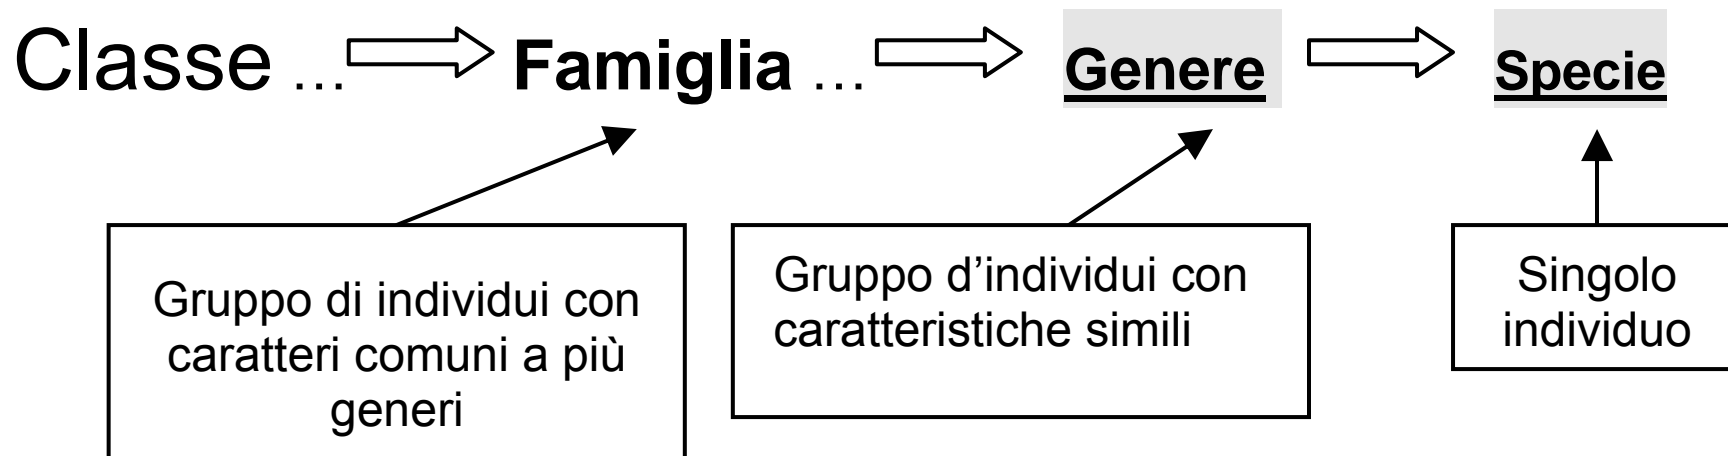 Classe ... Famiglia ... Genere Specie
Gruppo di individui con
caratteri comuni a più
generi
Gruppo d’individui con
caratteristiche simili
Singolo
individuo